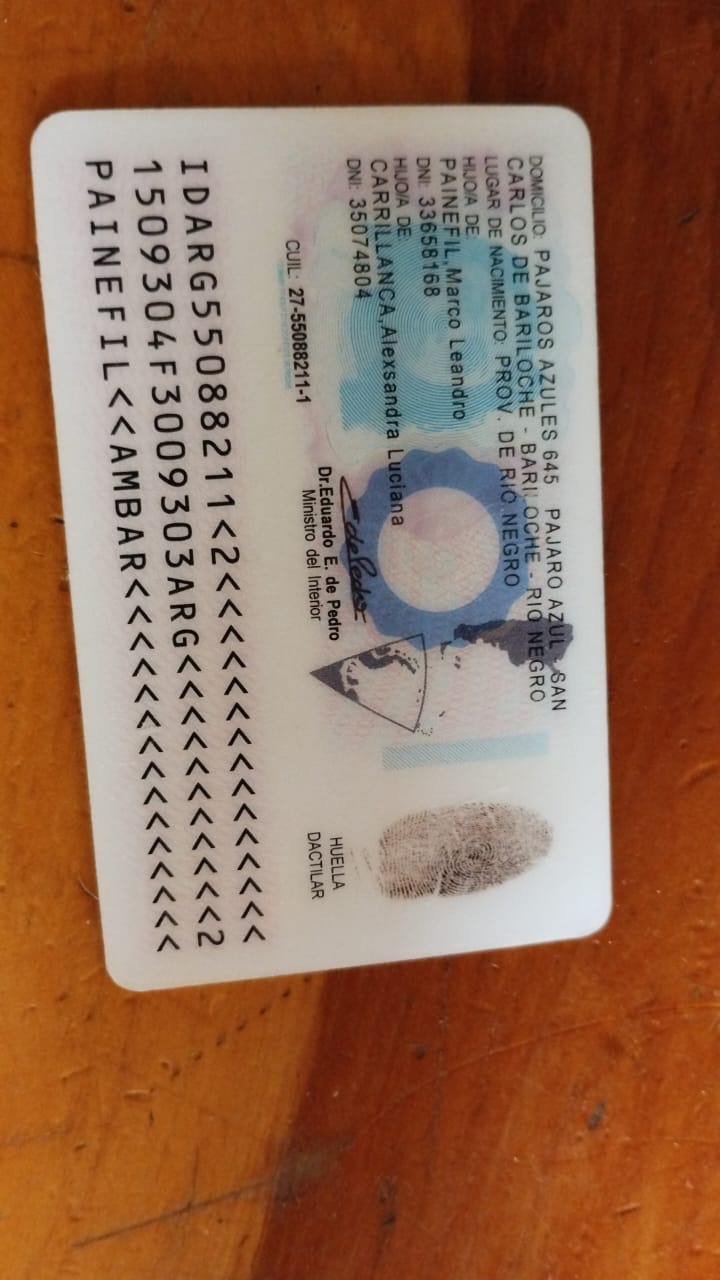 DOMICILIO: PAJAROS AZULES 645 PAJARO AZUL SAN
CARLOS DE BARILOCHE - BARILOCHE - RIO NEGRO
LUGAR DE NACIMIENTO: PROV. DE RIO NEGRO
HIJO/A DE:
PAINEFIL,Marco Leandro
DNI: 33658168
HIJO/A DE:
CARRILLANCA,Alexsandra Luciana
DNI: 35074804
CUIL: 27-55088211-1
Dr.Eduardo E. de Pedro
Ministro del Interior
HUELLA
DACTILAR
IDARG55088211<2<<<<<<<<<<<<<<<
1509304F3009303ARG<<<<<<<<<<<2
PAINEFIL<<AMBAR<<<<<<<<<<<<<<<